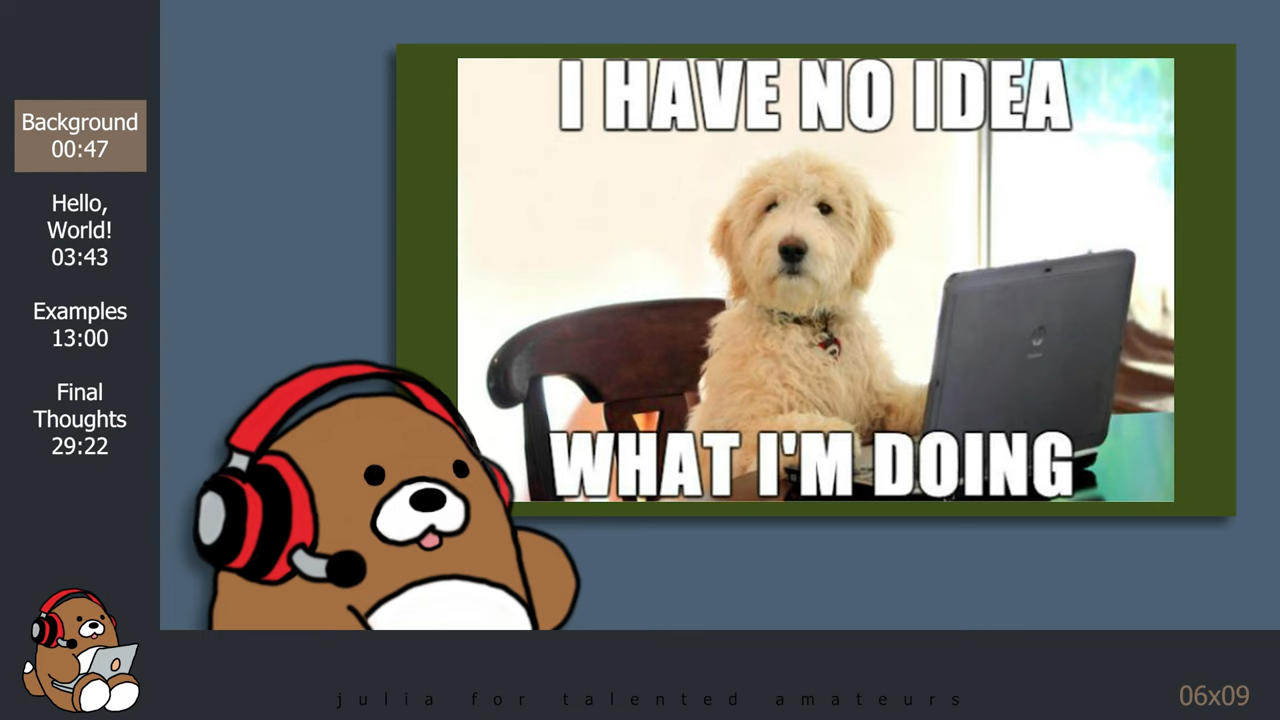 Background
00:47
Hello,
World!
03:43
Examples
13:00
Final
Thoughts
29:22
I HAVE NO IDEA
WHAT I'M DOING
julia for talented amateurs
06x09